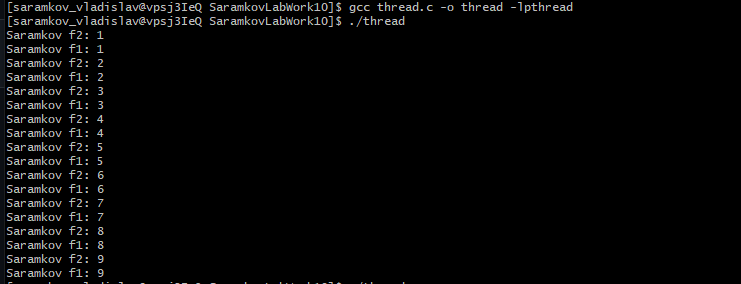 [saramkov_vladislav@vpsj3IeQ SaramkovLabWork10]$ gcc thread.c -o thread -lpthread
[saramkov_vladislav@vpsj3IeQ SaramkovLabWork10]$ ./thread
Saramkov f2: 1
Saramkov f1: 1
Saramkov f2: 2
Saramkov f1: 2
Saramkov f2: 3
Saramkov f1: 3
Saramkov f2: 4
Saramkov f1: 4
Saramkov f2: 5
Saramkov f1: 5
Saramkov f2: 6
Saramkov f1: 6
Saramkov f2: 7
Saramkov f1: 7
Saramkov f2: 8
Saramkov f1: 8
Saramkov f2: 9
Saramkov f1: 9